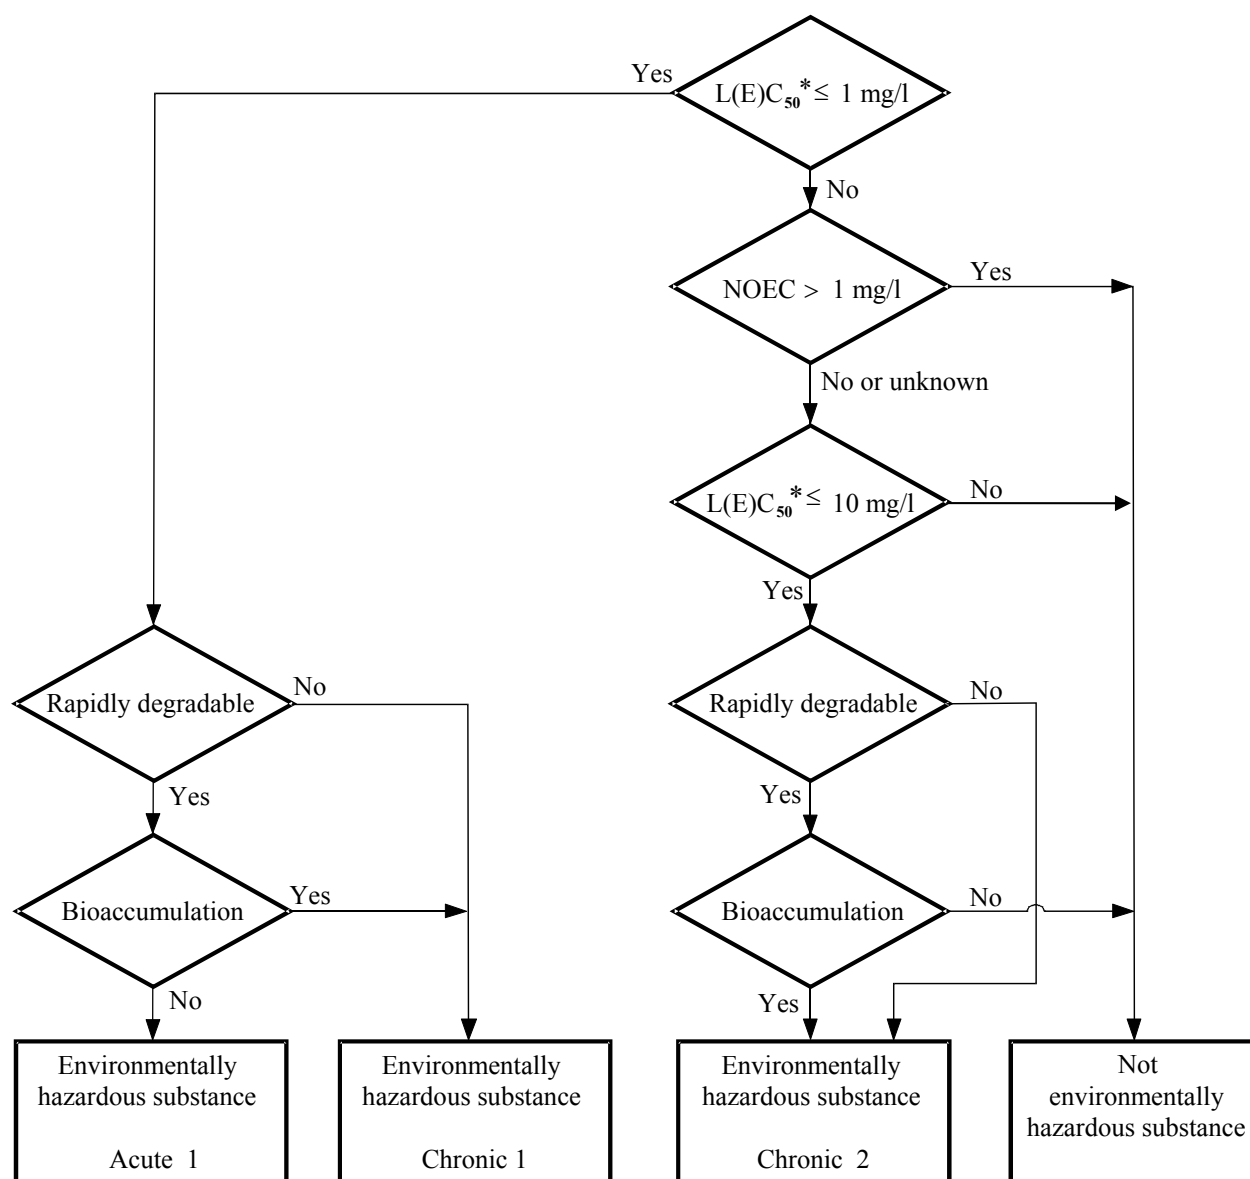 Yes
L(E)C50* ≤ 1 mg/l
No
NOEC > 1 mg/l
Yes
No or unknown
L(E)C50* ≤ 10 mg/l
No
Yes
Rapidly degradable
No
Yes
Rapidly degradable
No
Yes
Bioaccumulation
Yes
No
Bioaccumulation
No
Yes
Environmentally
hazardous substance
Acute 1
Environmentally
hazardous substance
Chronic 1
Environmentally
hazardous substance
Chronic 2
Not
environmentally
hazardous substance